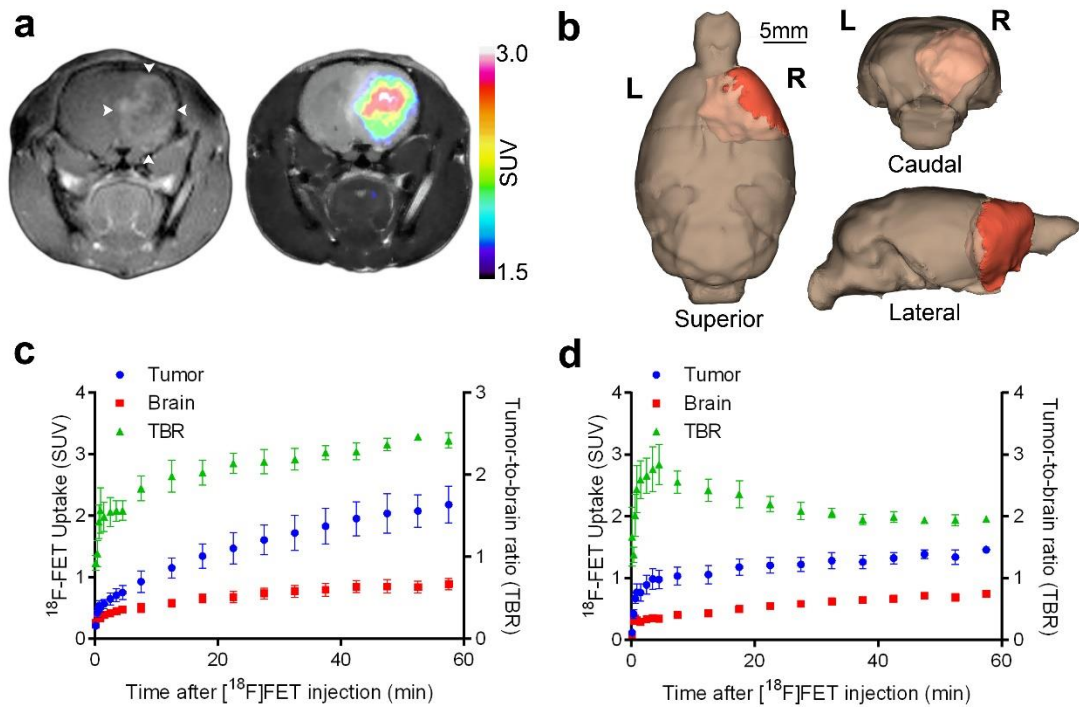 a
3.0
SUV
1.5
b
5mm
L
R
L
R
Superior
Caudal
Lateral
c
Tumor
Brain
TBR
¹⁸F-FET Uptake (SUV)
4
3
2
1
0
3
2
1
0
Tumor-to-brain
ratio (TBR)
0
20
40
60
Time after [¹⁸F]FET injection (min)
d
Tumor
Brain
TBR
¹⁸F-FET Uptake (SUV)
4
3
2
1
0
4
3
2
1
0
Tumor-to-brain
ratio (TBR)
0
20
40
60
Time after [¹⁸F]FET injection (min)